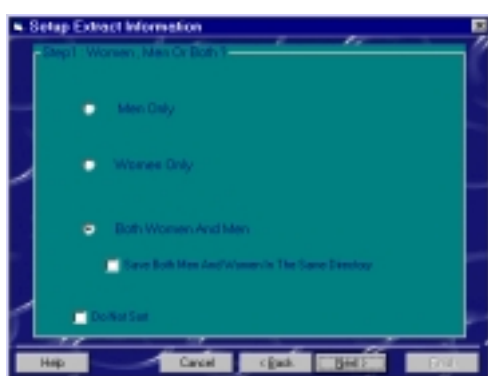 Setup Extract Information
Step1 : Women , Men Or Both ?
Men Only
Women Only
Both Women And Men
Save Both Men And Women In The Same Directory
Do Not Sort
Help
Cancel
< Back
Next >